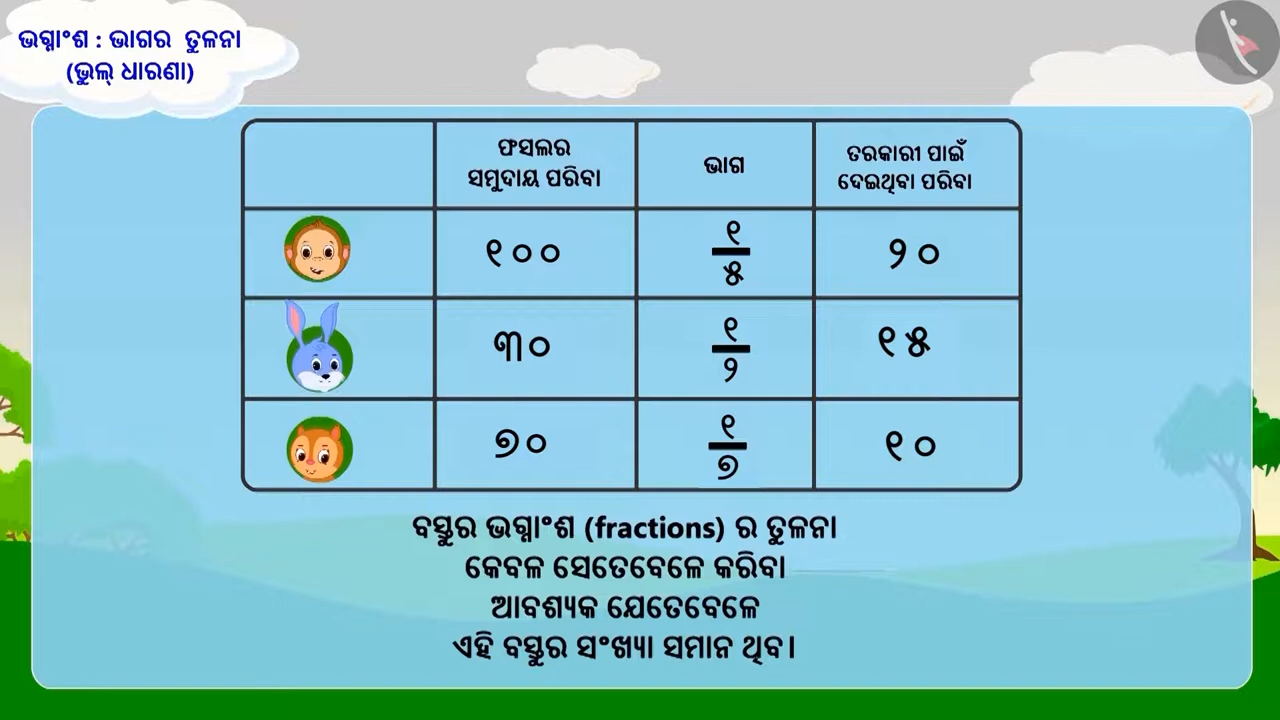 ଭଗ୍ନାଂଶ : ଭାଗର ତୁଳନା
(ଭୁଲ୍ ଧାରଣା)
ଫସଲର
ସମୁଦାୟ ପରିବା
ଭାଗ
ତରକାରୀ ପାଇଁ
ଦେଇଥିବା ପରିବା
୧୦୦
୧
୫
୨୦
୩୦
୧
୨
୧୫
୭୦
୧
୭
୧୦
ବସ୍ତୁର ଭଗ୍ନାଂଶ (fractions) ର ତୁଳନା
କେବଳ ସେତେବେଳେ କରିବା
ଆବଶ୍ୟକ ଯେତେବେଳେ
ଏହି ବସ୍ତୁର ସଂଖ୍ୟା ସମାନ ଥିବ।